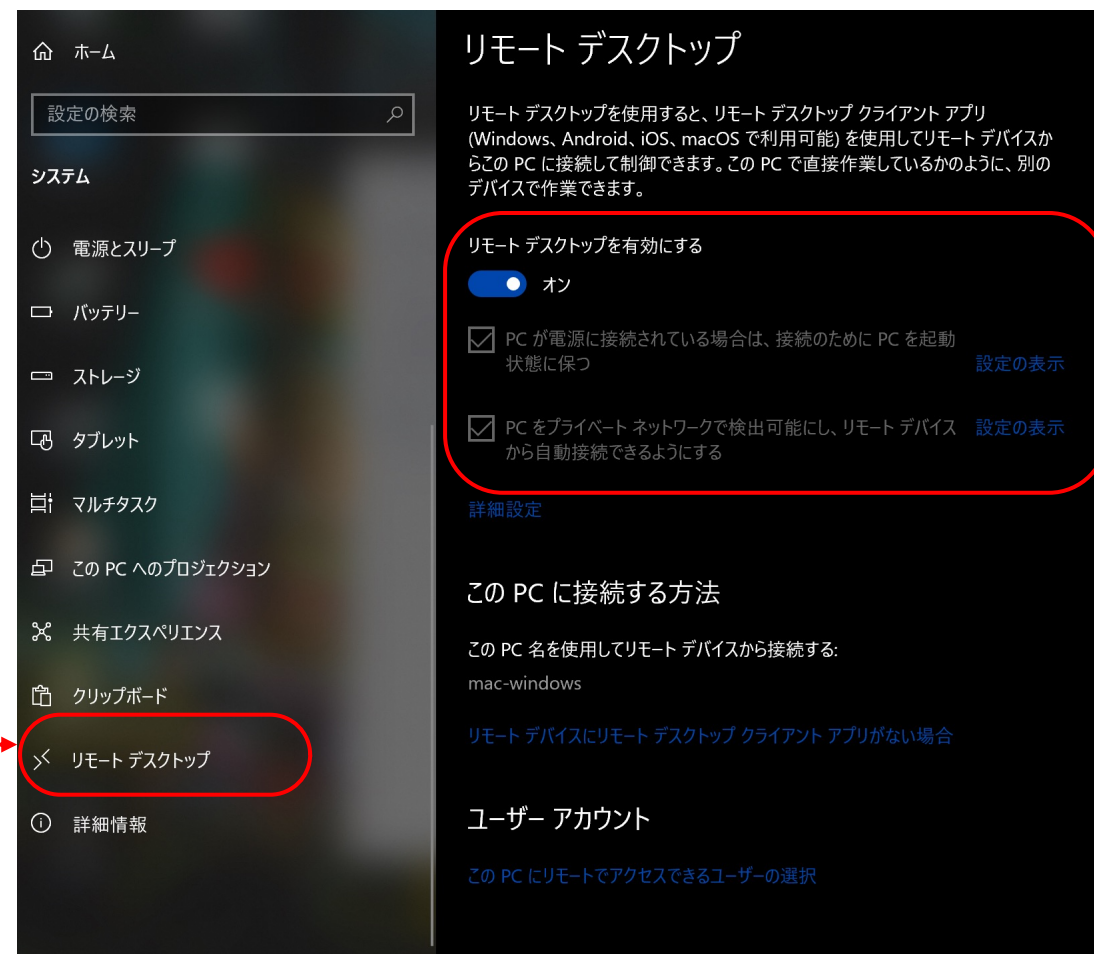 ホーム
設定の検索
システム
電源とスリープ
バッテリー
ストレージ
タブレット
マルチタスク
この PC へのプロジェクション
共有エクスペリエンス
クリップボード
リモート デスクトップ
詳細情報
リモート デスクトップ
リモート デスクトップを使用すると、リモート デスクトップ クライアント アプリ
(Windows、Android、iOS、macOS で利用可能) を使用してリモート デバイスか
らこの PC に接続して制御できます。この PC で直接作業しているかのように、別の
デバイスで作業できます。
リモート デスクトップを有効にする
オン
PC が電源に接続されている場合は、接続のために PC を起動
状態に保つ
設定の表示
PC をプライベート ネットワークで検出可能にし、リモート デバイス
から自動接続できるようにする
設定の表示
詳細設定
この PC に接続する方法
この PC 名を使用してリモート デバイスから接続する:
mac-windows
リモート デバイスにリモート デスクトップ クライアント アプリがない場合
ユーザー アカウント
この PC にリモートでアクセスできるユーザーの選択